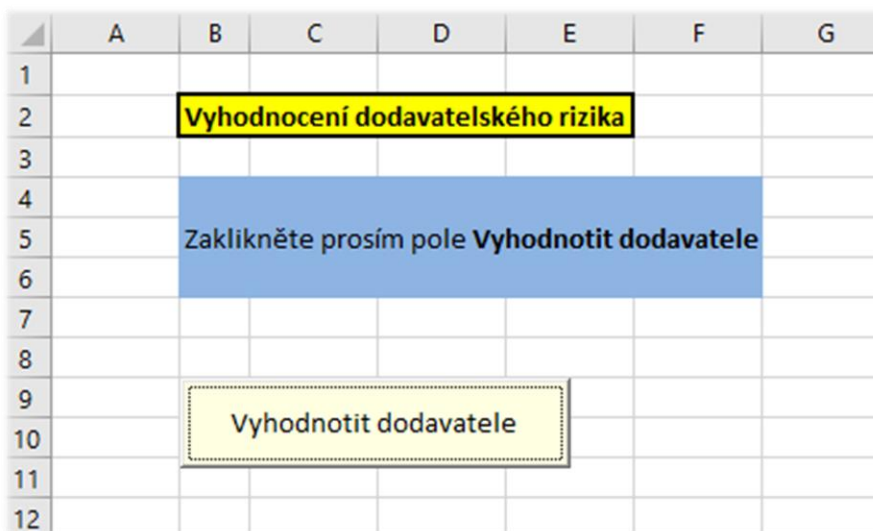 A B C D E F G
1
2 Vyhodnocení dodavatelského rizika
3
4
5 Zaklikněte prosím pole Vyhodnotit dodavatele
6
7
8
9
Vyhodnotit dodavatele
10
11
12